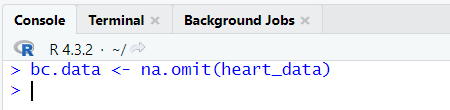 Console Terminal Background Jobs
R R 4.3.2 · ~/
> bc.data <- na.omit(heart_data)
>